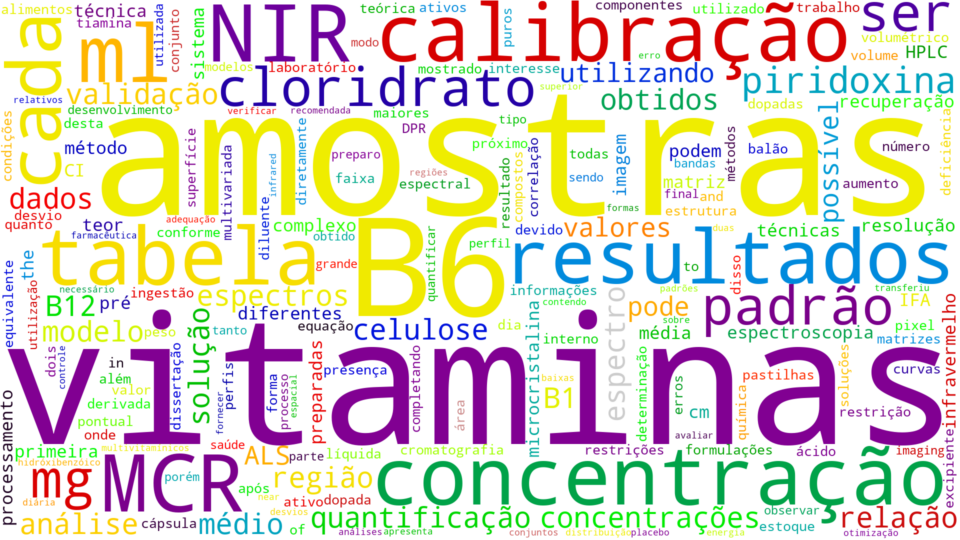 alimentos técnica teórica ativos componentes utilizado trabalho ser
tiamina utilizada conjunto sistema NIR modo puros calibração volumétrico
cada ml modelos laboratório erro volume HPLC
relativos validação cloridrato mostrado interesse utilizando piridoxina
desenvolvimento verificar recomendada maiores superior obtidos dopadas recuperação
condições desta amostras DPR tipo deficiência
método superfície multivariada diluente infrared diretamente preparo próximo todas imagem podem balão métodos possível número
CI faixa regiões espectral resultado compostos correlação sendo bandas matriz aumento
dados final and
desvio adequação formas estrutura
quanto teor conforme complexo B6 quantificar perfil devido valores duas técnicas resolução
farmacêutica obtido resultados
equivalente utilização the tabela grande informações to disso padrões transferiu
necessário ingestão espectros microcristalina espectro pode padrão contendo IFA
B12 pré diferentes dia sobre pixel
modelo peso tanto equação celulose interno média espectroscopia matrizes infravermelho
dois controle in solução dissertação fornecer perfis forma processo espacial preparadas presença completando área baixas B1 determinação erros química pastilhas soluções curvas
além valor derivada pontual vitaminas cm restrição
processamento onde saúde avaliar
primeira multivitamínicos ALS parte líquida cromatografia restrições formulações ácido imaging excipiente
hidroxibenzóico mg MCR porém região concentração
diária após ativo dopada
análise cápsula médio of quantificação concentrações observar estoque relação
desvios near análises apresenta conjuntos distribuição placebo energia otimização